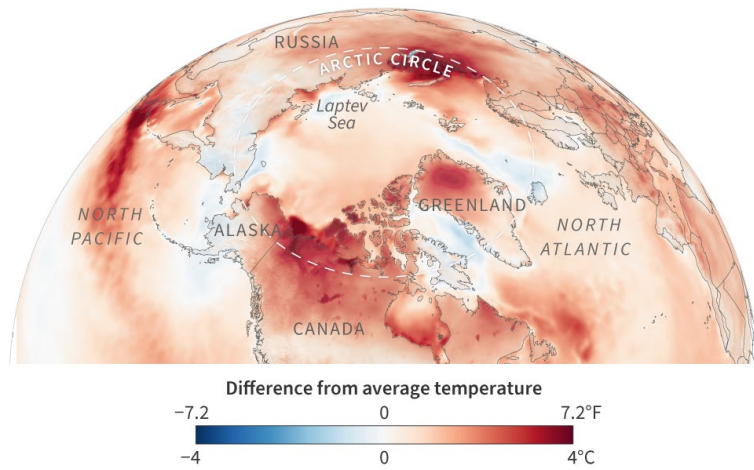 RUSSIA
ARCTIC CIRCLE
Laptev
Sea
NORTH
PACIFIC
ALASKA
GREENLAND
NORTH
ATLANTIC
CANADA
Difference from average temperature
−7.2 0 7.2°F
−4 0 4°C